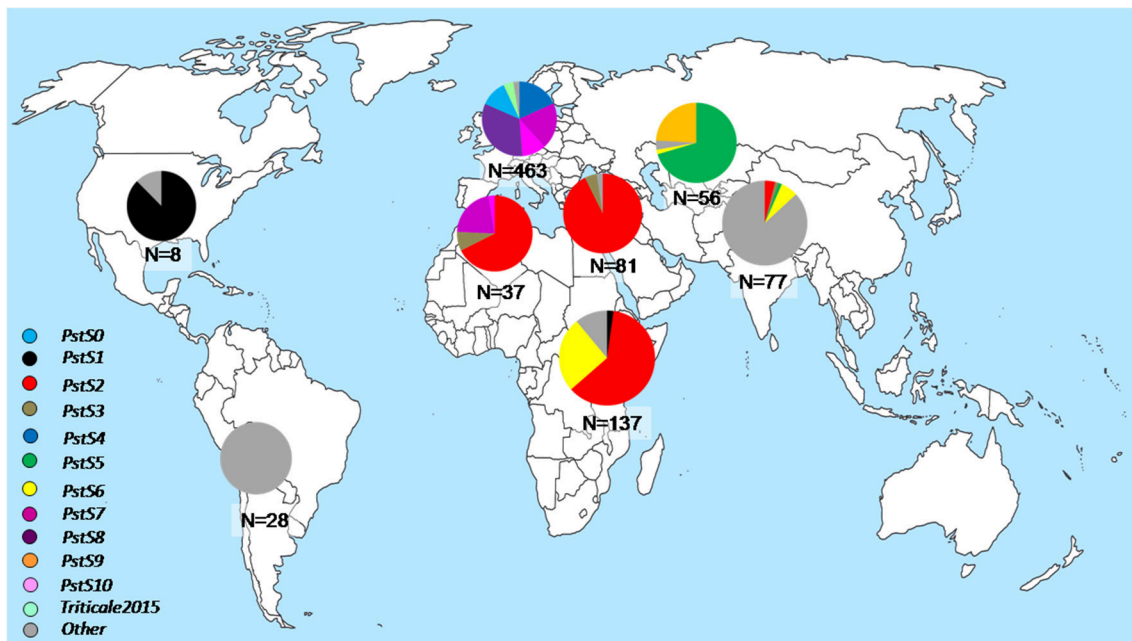 N=463
N=56
N=8
N=37
N=81
N=77
N=137
N=28
PstS0
PstS1
PstS2
PstS3
PstS4
PstS5
PstS6
PstS7
PstS8
PstS9
PstS10
Triticale2015
Other